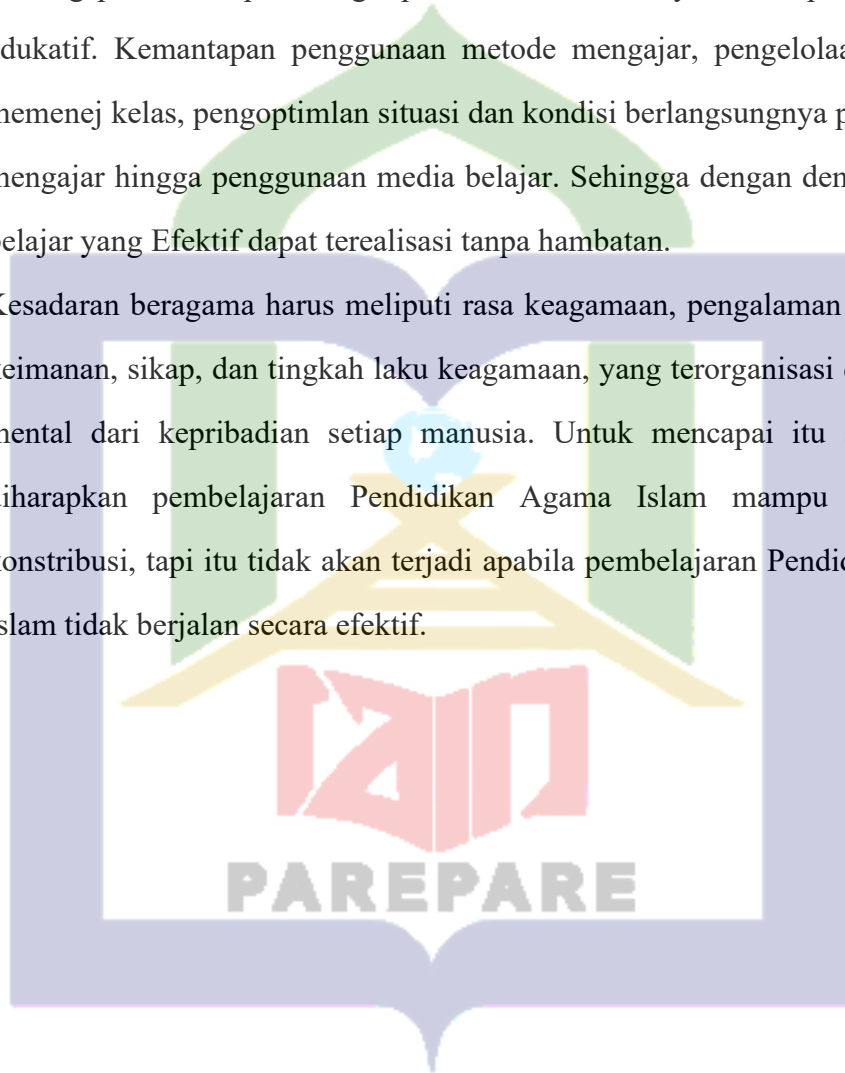 dukatif. Kemantapan penggunaan metode mengajar, pengelolaa
memenej kelas, pengoptimlan situasi dan kondisi berlangsungnya p
mengajar hingga penggunaan media belajar. Sehingga dengan den
belajar yang Efektif dapat terealisasi tanpa hambatan.
Kesadaran beragama harus meliputi rasa keagamaan, pengalaman
keimanan, sikap, dan tingkah laku keagamaan, yang terorganisasi
mental dari kepribadian setiap manusia. Untuk mencapai itu
diharapkan pembelajaran Pendidikan Agama Islam mampu
konstribusi, tapi itu tidak akan terjadi apabila pembelajaran Pendid
Islam tidak berjalan secara efektif.
iain
PAREPARE